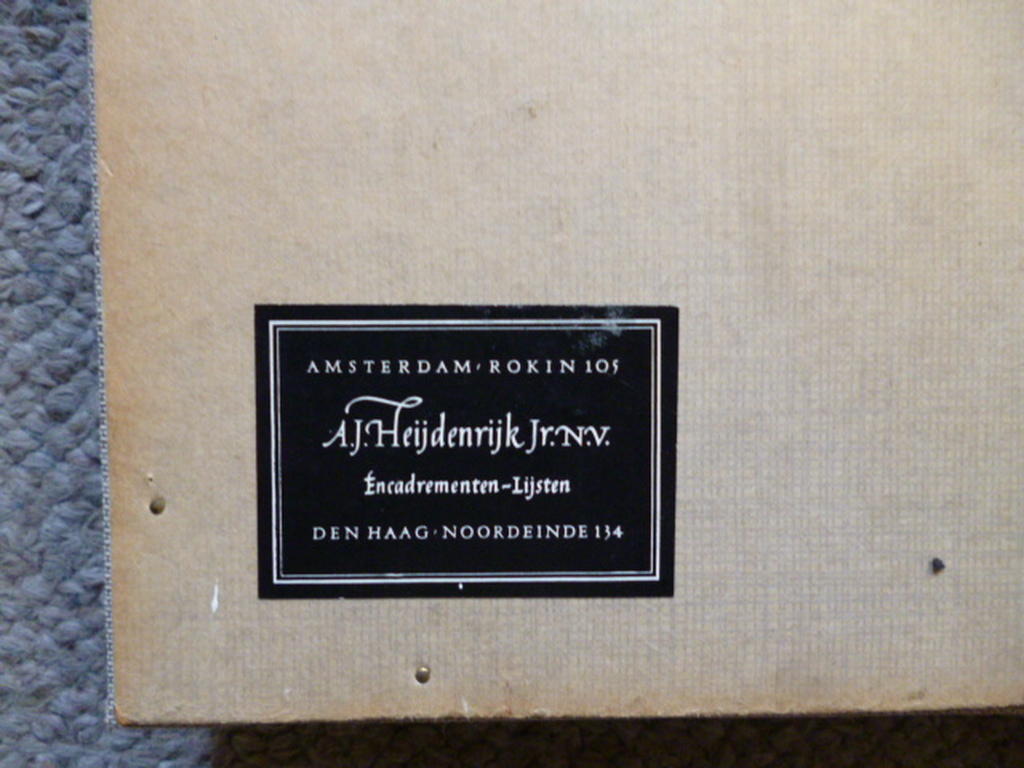 AMSTERDAM · ROKIN 105
A.J. Heijdenrijk Jr. N.V.
Encadrementen-Lijsten
DEN HAAG · NOORDEINDE 134